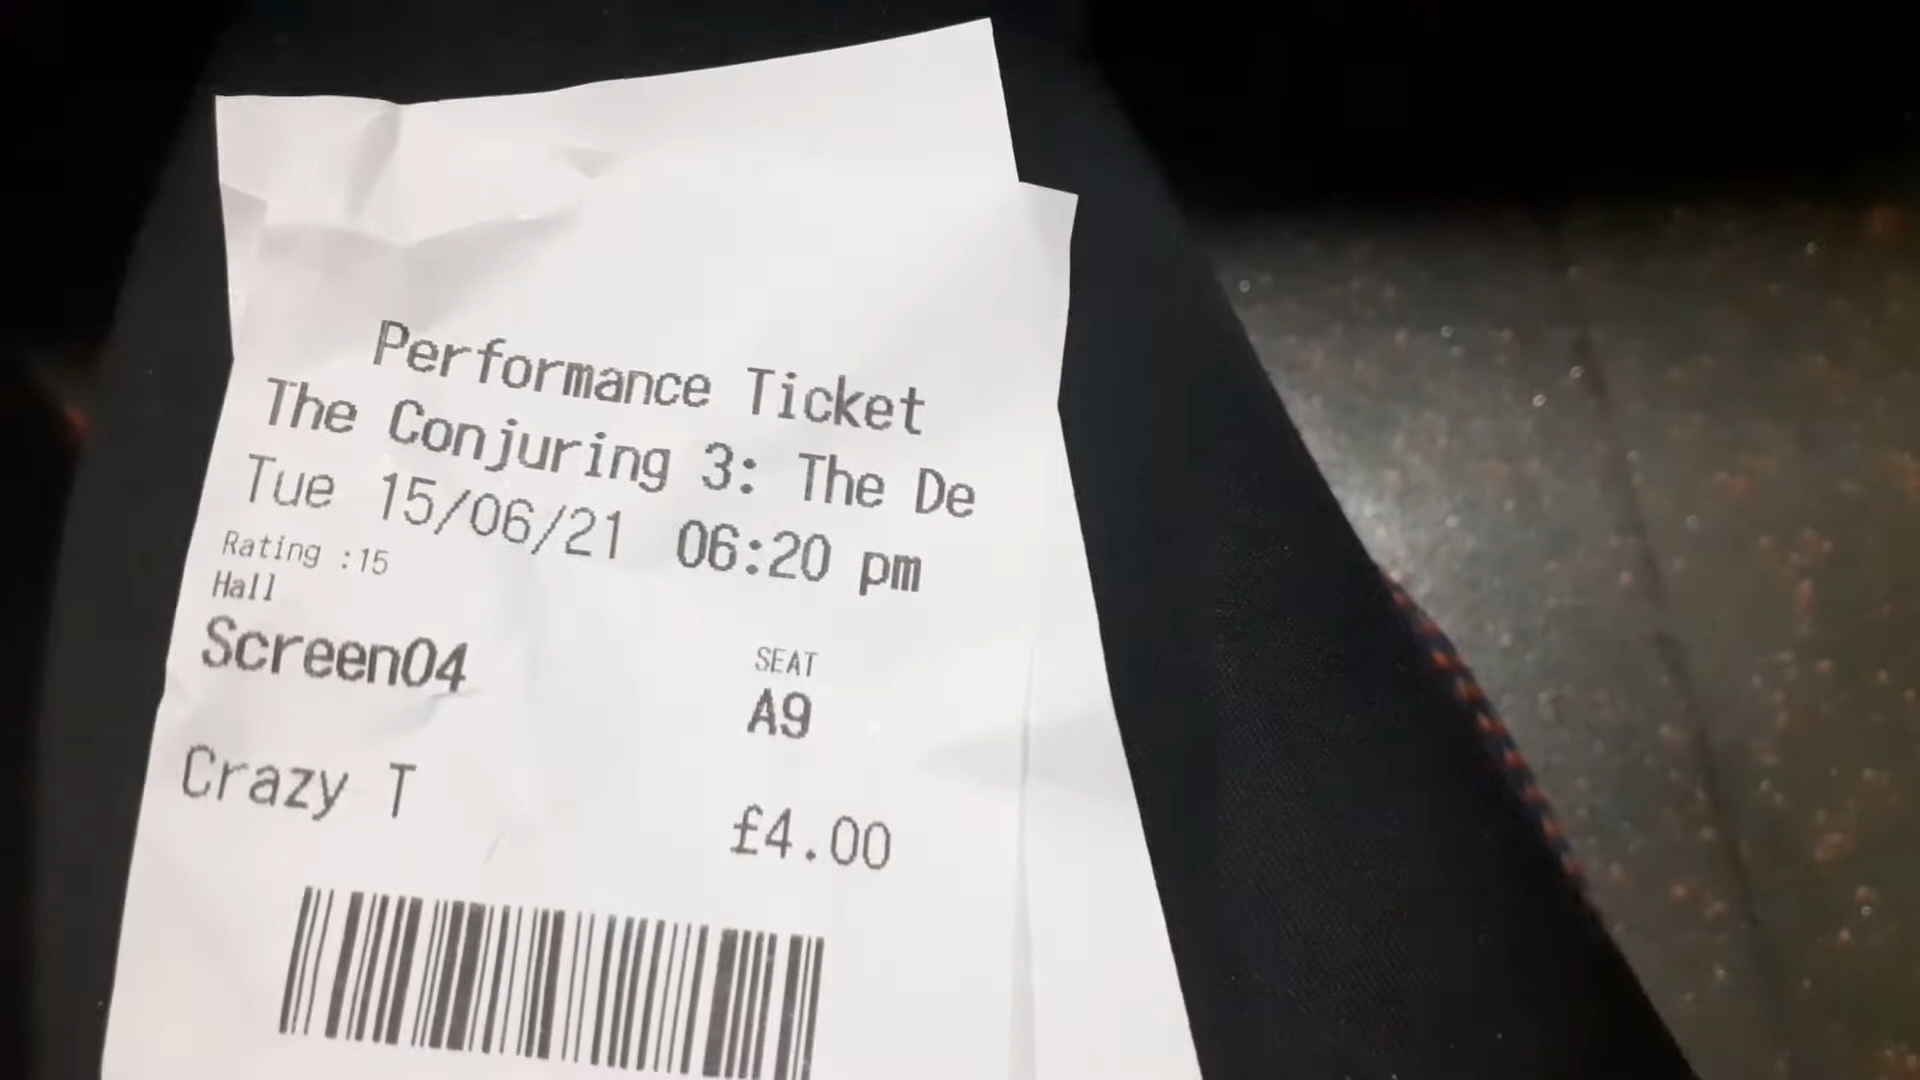 Performance Ticket
The Conjuring 3: The De
Tue 15/06/21 06:20 pm
Rating :15
Hall
Screen04
SEAT
A9
Crazy T
£4.00